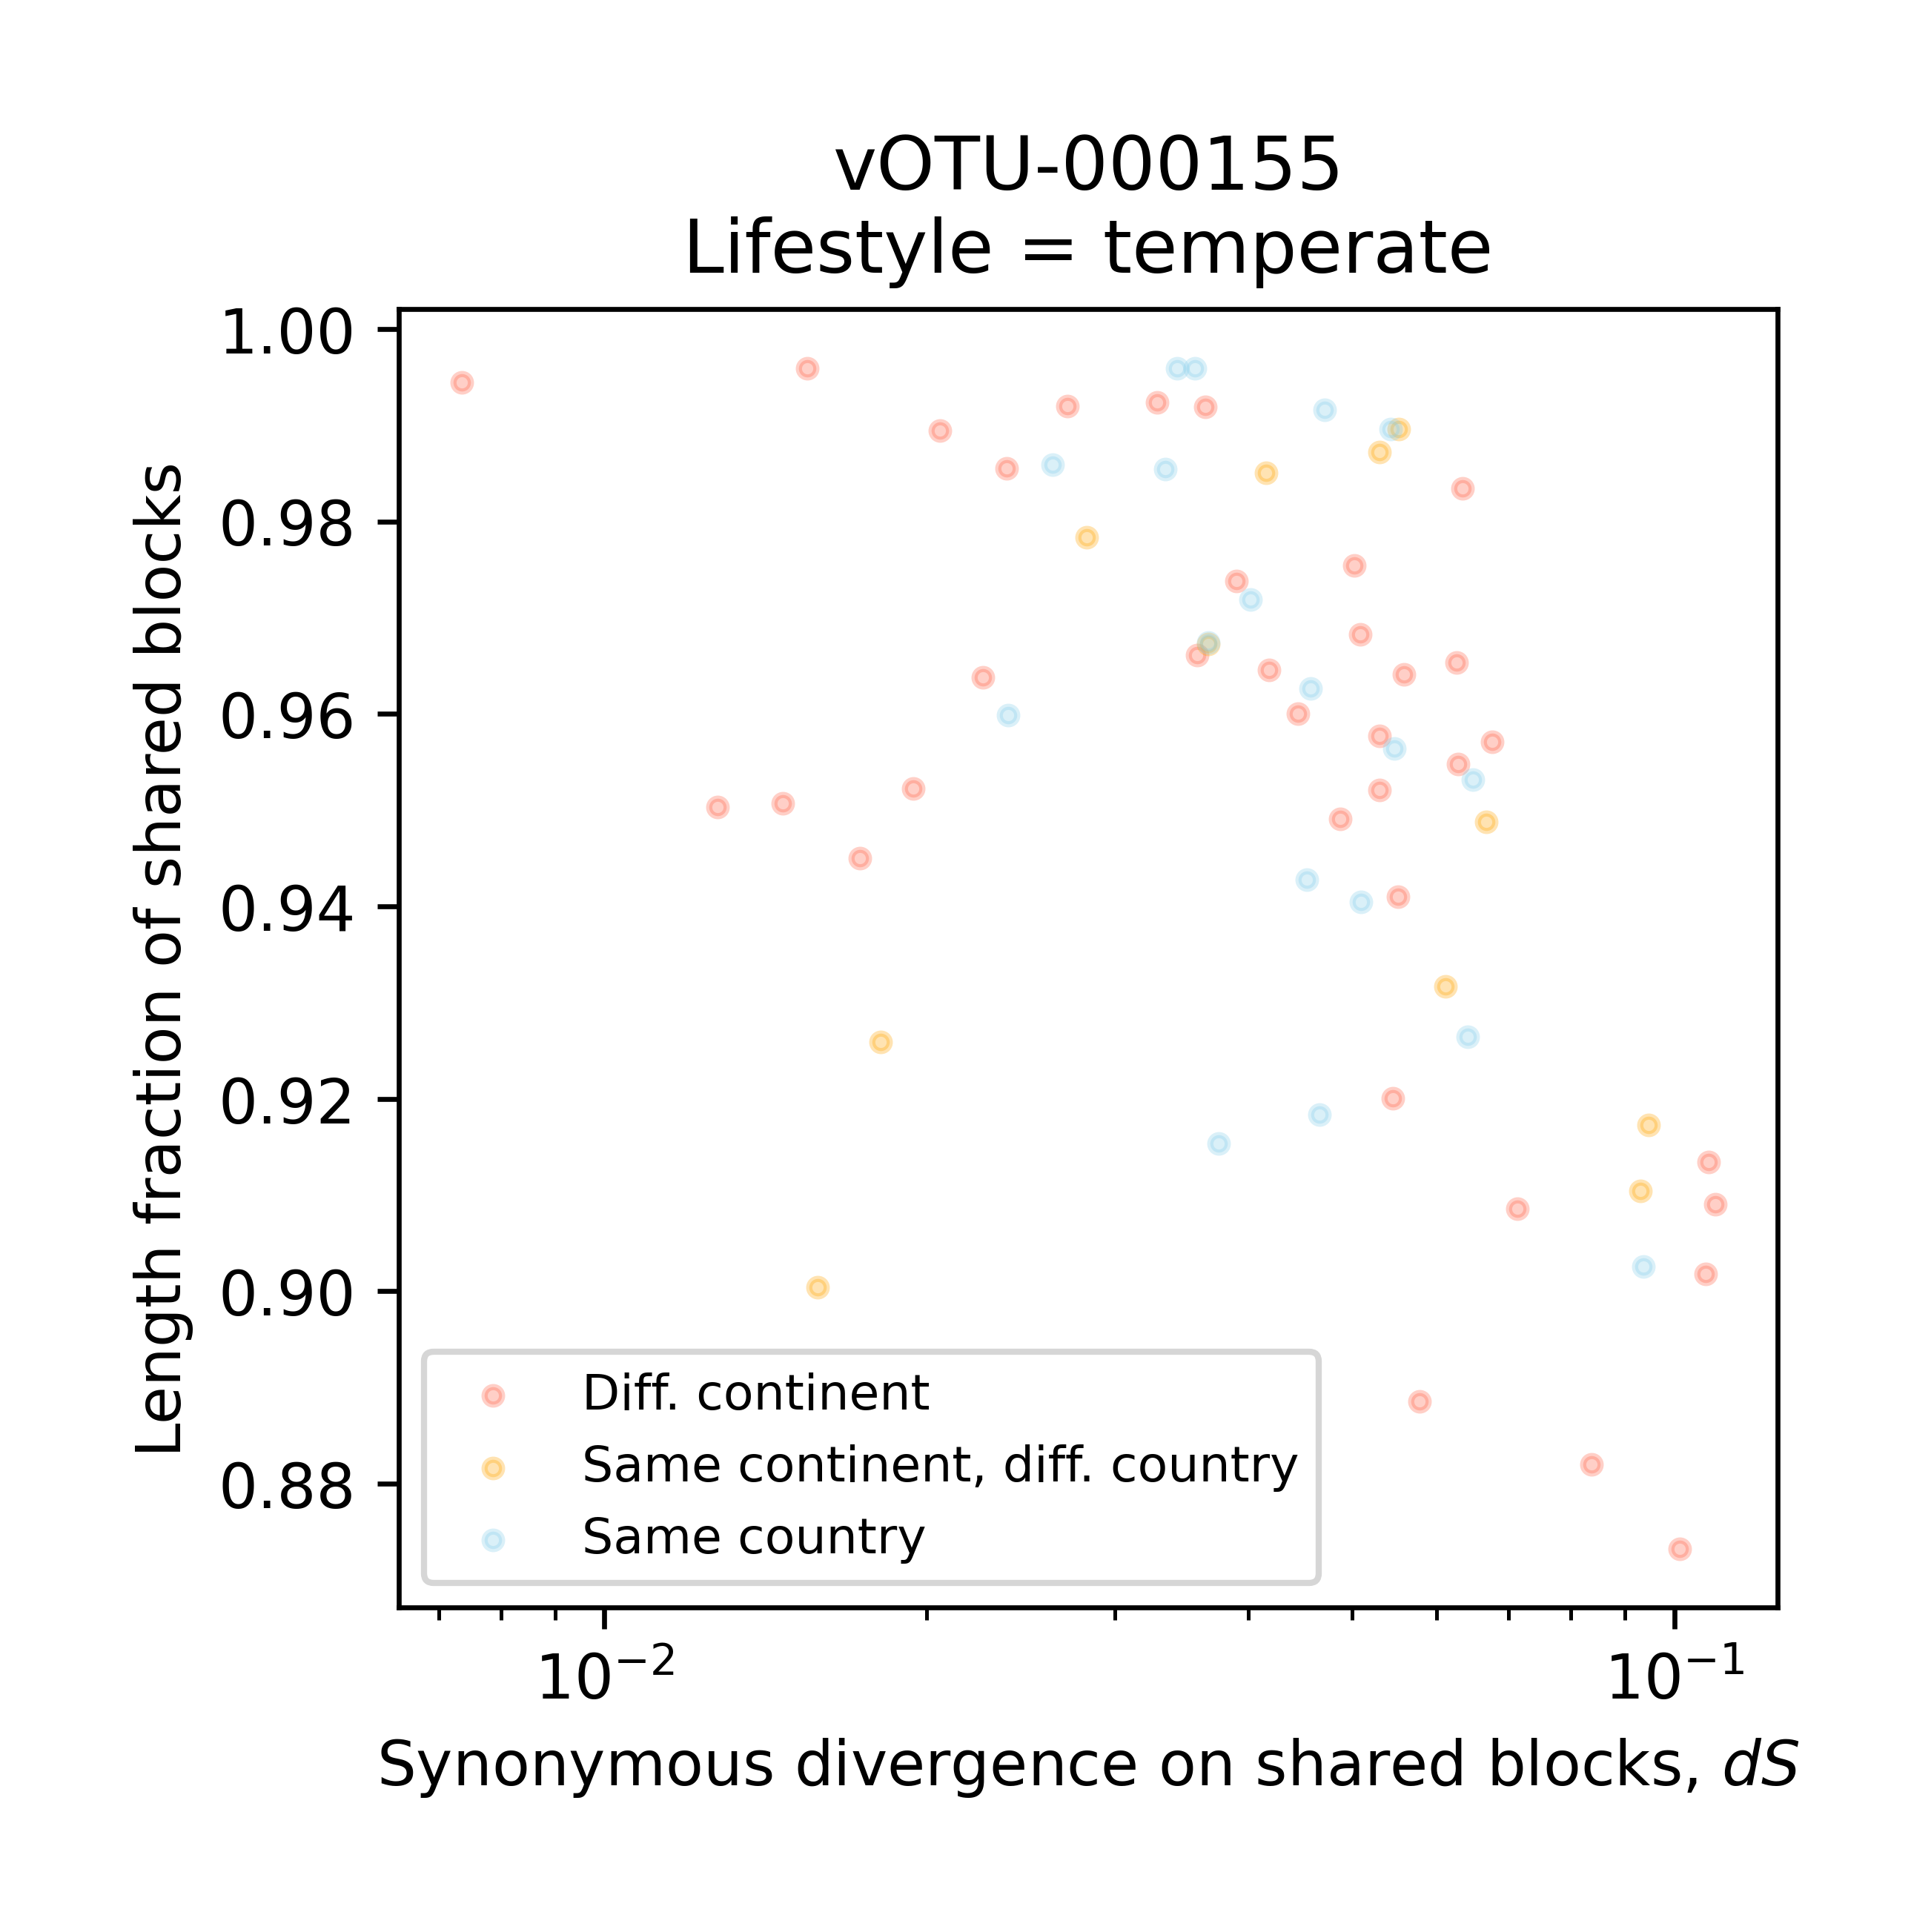 vOTU-000155
Lifestyle = temperate
Length fraction of shared blocks
1.00
0.98
0.96
0.94
0.92
0.90
0.88
Diff. continent
Same continent, diff. country
Same country
10⁻²
10⁻¹
Synonymous divergence on shared blocks, dS